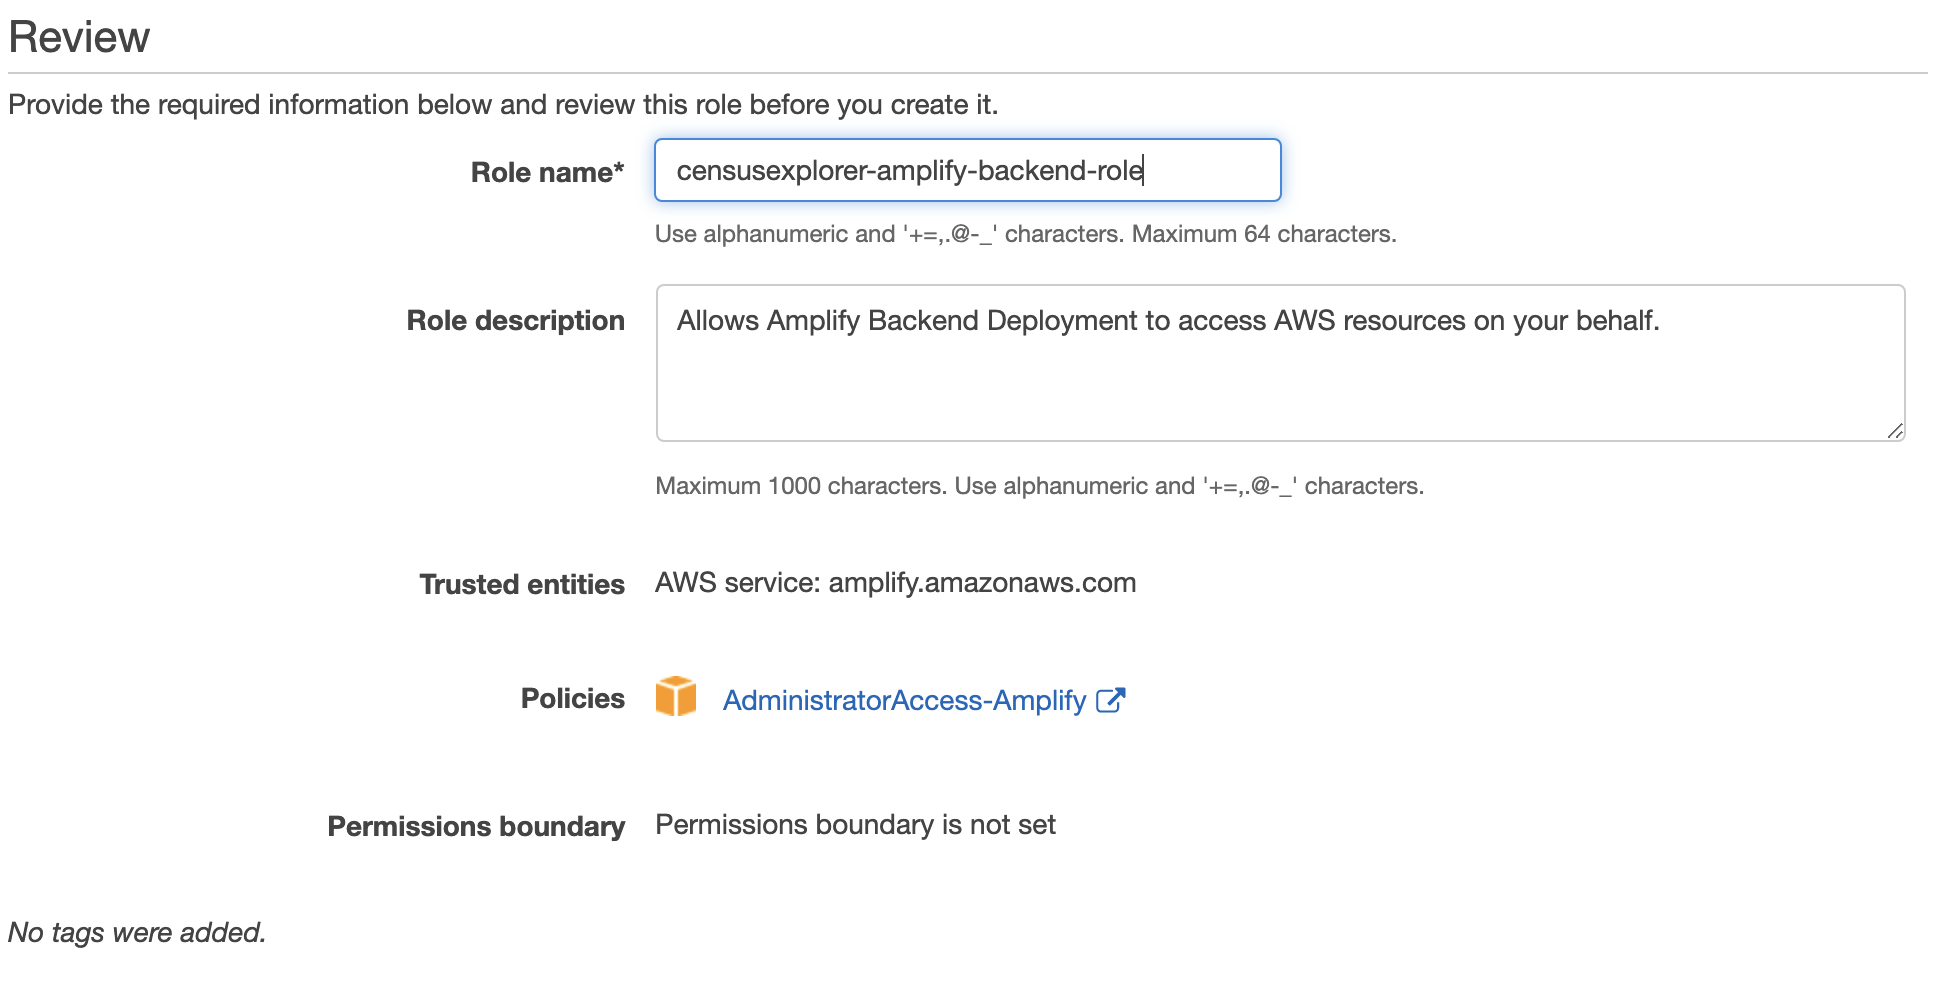 Review
Provide the required information below and review this role before you create it.
Role name* censusexplorer-amplify-backend-role
Use alphanumeric and '+=,.@-_' characters. Maximum 64 characters.
Role description Allows Amplify Backend Deployment to access AWS resources on your behalf.
Maximum 1000 characters. Use alphanumeric and '+=,.@-_' characters.
Trusted entities AWS service: amplify.amazonaws.com
Policies AdministratorAccess-Amplify
Permissions boundary Permissions boundary is not set
No tags were added.